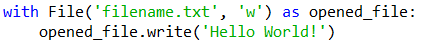 with File('filename.txt', 'w') as opened_file:
    opened_file.write('Hello World!')